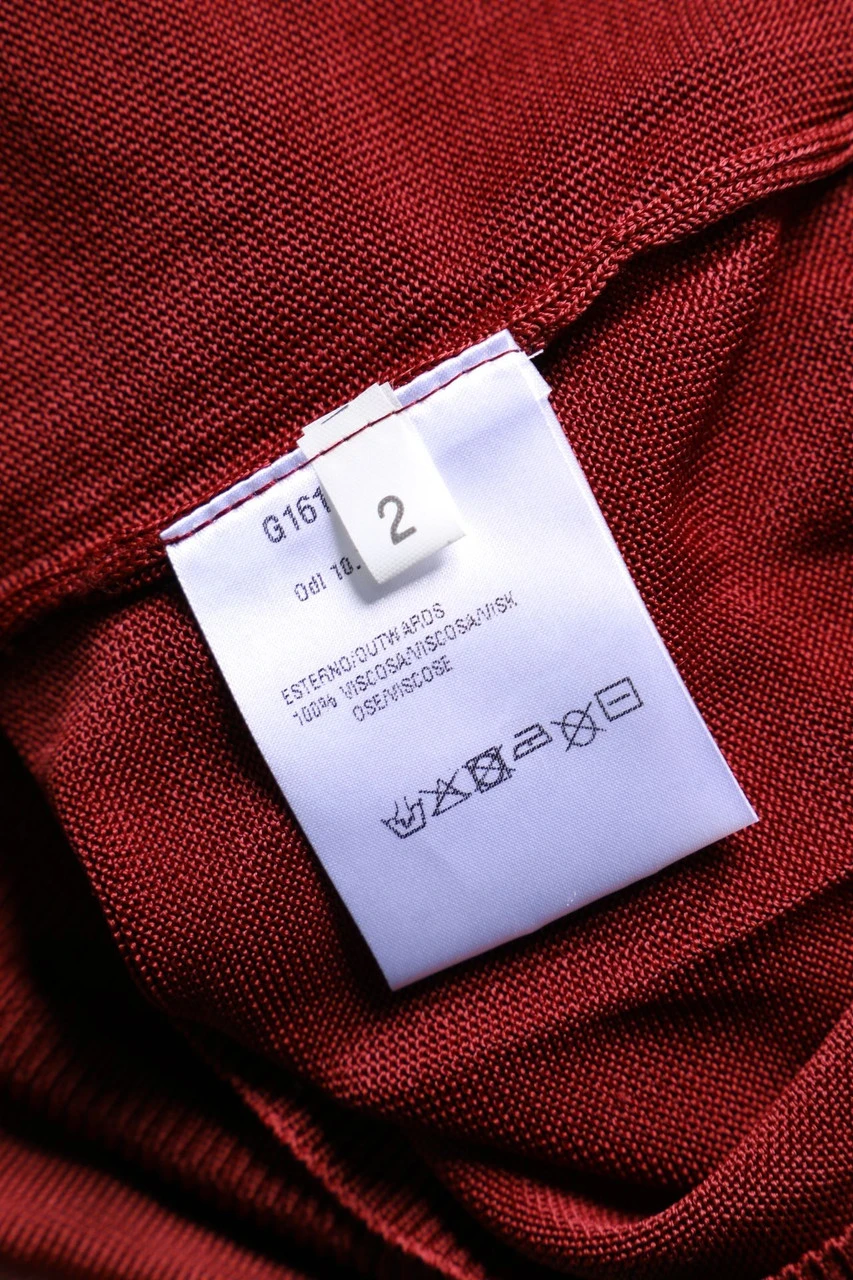 2
G161
Odl 10.
ESTERNO/OUTWARDS
100% VISCOSA/VISCOSA/VISK
OSE/VISCOSE